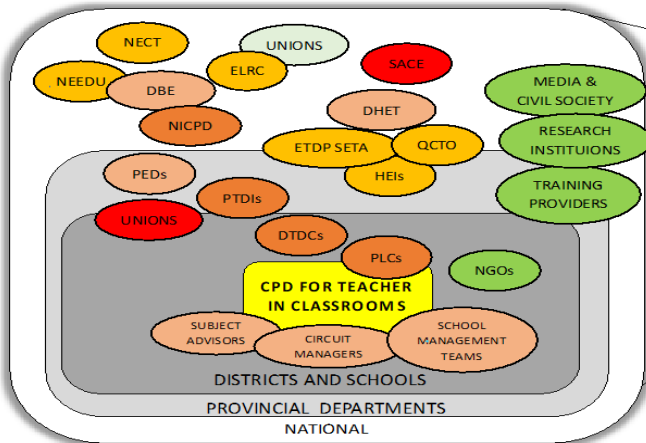 NECT
UNIONS
NEEDU
DBE
ELRC
SACE
MEDIA &
CIVIL SOCIETY
NICPD
DHET
ETDP SETA
QCTO
RESEARCH
INSTITUIONS
HEIs
PEDs
PTDIs
TRAINING
PROVIDERS
UNIONS
DTDCs
PLCs
NGOs
CPD FOR TEACHER
IN CLASSROOMS
SUBJECT
ADVISORS
CIRCUIT
MANAGERS
SCHOOL
MANAGEMENT
TEAMS
DISTRICTS AND SCHOOLS
PROVINCIAL DEPARTMENTS
NATIONAL